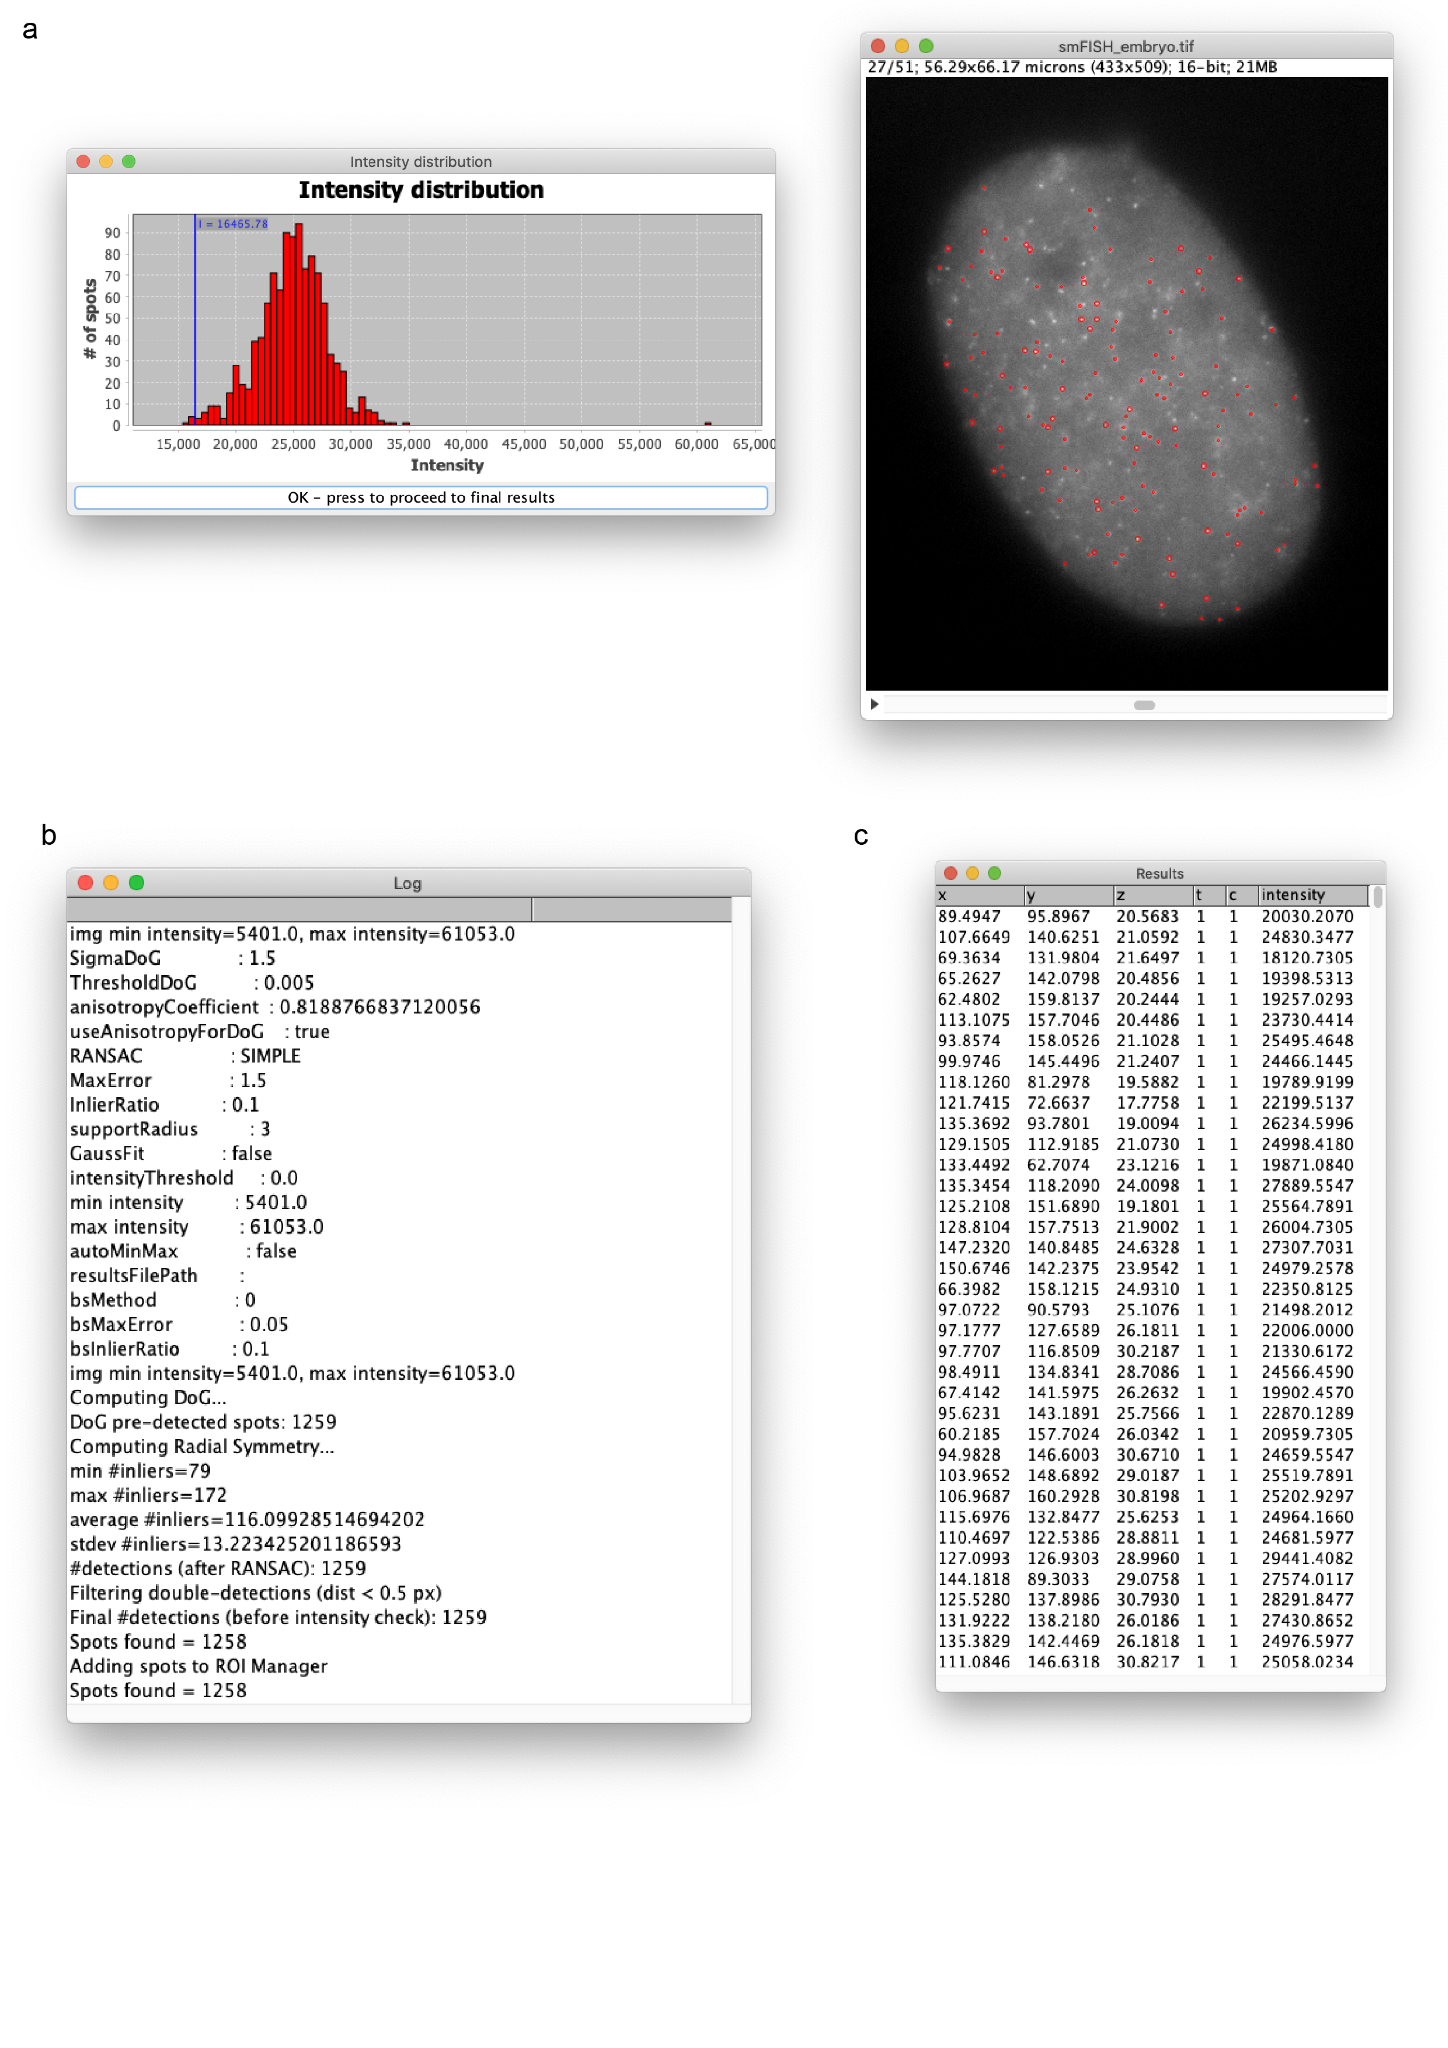 a
Intensity distribution
Intensity distribution
I = 16465.78
# of spots
90
80
70
60
50
40
30
20
10
0
15,000 20,000 25,000 30,000 35,000 40,000 45,000 50,000 55,000 60,000 65,000
Intensity
OK - press to proceed to final results
smFISH_embryo.tif
27/51; 56.29x66.17 microns (433x509); 16-bit; 21MB
b
Log
img min intensity=5401.0, max intensity=61053.0
SigmaDoG : 1.5
ThresholdDoG : 0.005
anisotropyCoefficient : 0.8188766837120056
useAnisotropyForDoG : true
RANSAC : SIMPLE
MaxError : 1.5
InlierRatio : 0.1
supportRadius : 3
GaussFit : false
intensityThreshold : 0.0
min intensity : 5401.0
max intensity : 61053.0
autoMinMax : false
resultsFilePath :
bsMethod : 0
bsMaxError : 0.05
bsInlierRatio : 0.1
img min intensity=5401.0, max intensity=61053.0
Computing DoG...
DoG pre-detected spots: 1259
Computing Radial Symmetry...
min #inliers=79
max #inliers=172
average #inliers=116.09928514694202
stdev #inliers=13.223425201186593
#detections (after RANSAC): 1259
Filtering double-detections (dist < 0.5 px)
Final #detections (before intensity check): 1259
Spots found = 1258
Adding spots to ROI Manager
Spots found = 1258
c
Results
x y z t c intensity
89.4947 95.8967 20.5683 1 1 20030.2070
107.6649 140.6251 21.0592 1 1 24830.3477
69.3634 131.9804 21.6497 1 1 18120.7305
65.2627 142.0798 20.4856 1 1 19398.5313
62.4802 159.8137 20.2444 1 1 19257.0293
113.1075 157.7046 20.4486 1 1 23730.4414
93.8574 158.0526 21.1028 1 1 25495.4648
99.9746 145.4496 21.2407 1 1 24466.1445
118.1260 81.2978 19.5882 1 1 19789.9199
121.7415 72.6637 17.7758 1 1 22199.5137
135.3692 93.7801 19.0094 1 1 26234.5996
129.1505 112.9185 21.0730 1 1 24998.4180
133.4492 62.7074 23.1216 1 1 19871.0840
135.3454 118.2090 24.0098 1 1 27889.5547
125.2108 151.6890 19.1801 1 1 25564.7891
128.8104 157.7513 21.9002 1 1 26004.7305
147.2320 140.8485 24.6328 1 1 27307.7031
150.6746 142.2375 23.9542 1 1 24979.2578
66.3982 158.1215 24.9310 1 1 22350.8125
97.0722 90.5793 25.1076 1 1 21498.2012
97.1777 127.6589 26.1811 1 1 22006.0000
97.7707 116.8509 30.2187 1 1 21330.6172
98.4911 134.8341 28.7086 1 1 24566.4590
67.4142 141.5975 26.2632 1 1 19902.4570
95.6231 143.1891 25.7566 1 1 22870.1289
60.2185 157.7024 26.0342 1 1 20959.7305
94.9828 146.6003 30.6710 1 1 24659.5547
103.9652 148.6892 29.0187 1 1 25519.7891
106.9687 160.2928 30.8198 1 1 25202.9297
115.6976 132.8477 25.6253 1 1 24964.1660
110.4697 122.5386 28.8811 1 1 24681.5977
127.0993 126.9303 28.9960 1 1 29441.4082
144.1818 89.3033 29.0758 1 1 27574.0117
125.5280 137.8986 30.7930 1 1 28291.8477
131.9222 138.2180 26.0186 1 1 27430.8652
135.3829 142.4469 26.1818 1 1 24976.5977
111.0846 146.6318 30.8217 1 1 25058.0234